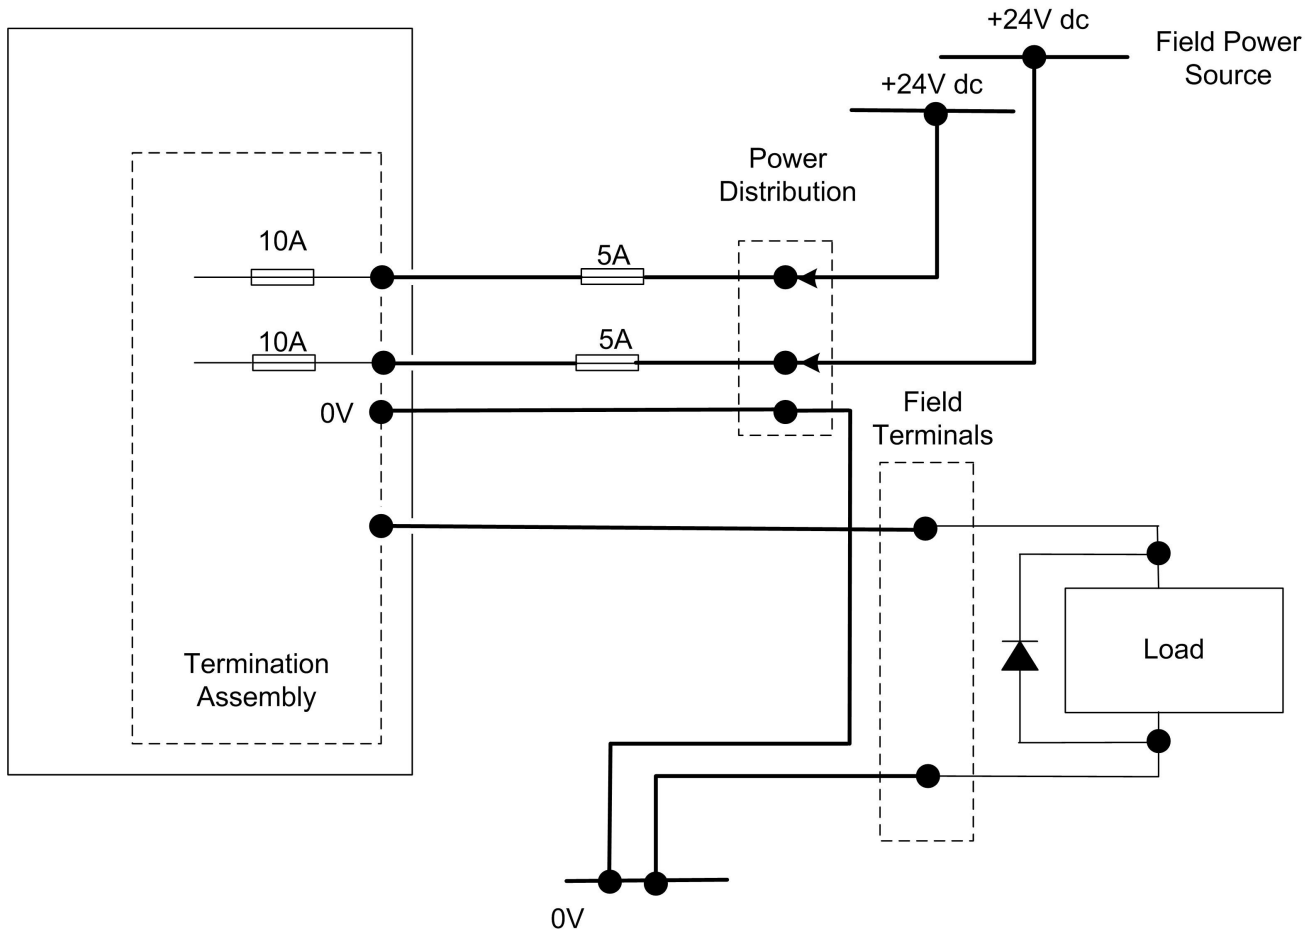 +24V dc
Field Power
Source
+24V dc
Power
Distribution
10A
5A
10A
5A
0V
Field
Terminals
Termination
Assembly
Load
0V